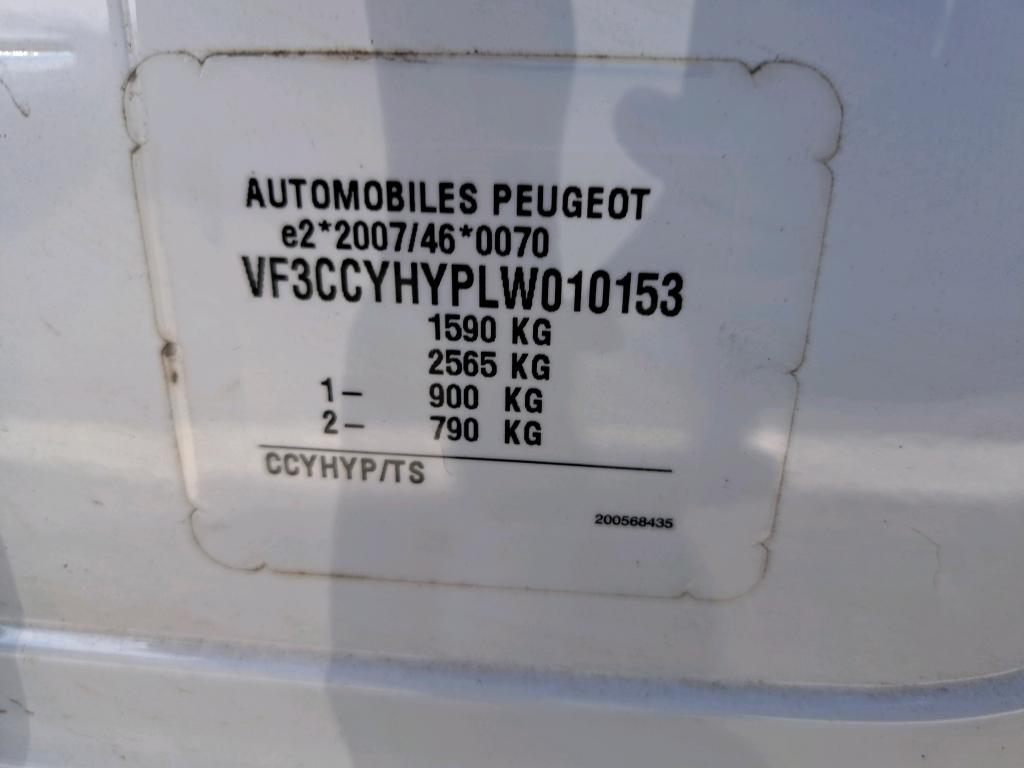 AUTOMOBILES PEUGEOT
e2*2007/46*0070
VF3CCYHYPLW010153
1590 KG
2565 KG
1– 900 KG
2– 790 KG
CCYHYP/TS
200568435